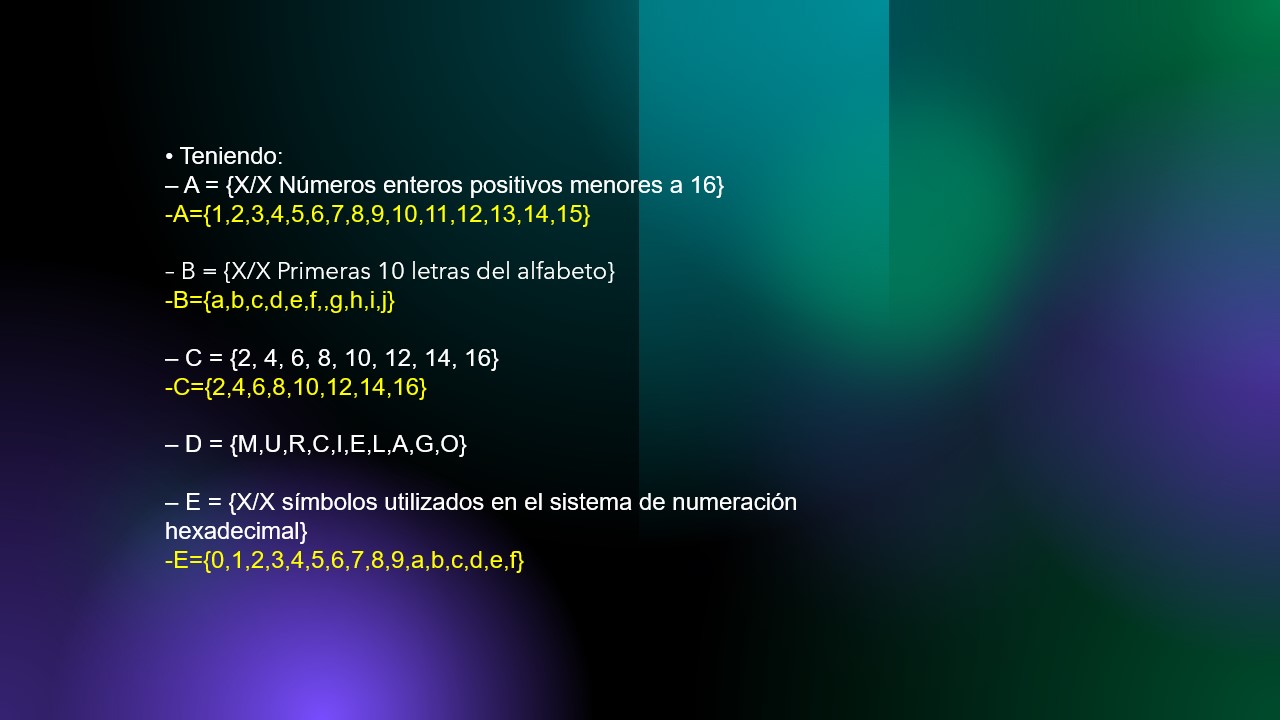 • Teniendo:
– A = {X/X Números enteros positivos menores a 16}
-A={1,2,3,4,5,6,7,8,9,10,11,12,13,14,15}
– B = {X/X Primeras 10 letras del alfabeto}
-B={a,b,c,d,e,f,,g,h,i,j}
– C = {2, 4, 6, 8, 10, 12, 14, 16}
-C={2,4,6,8,10,12,14,16}
– D = {M,U,R,C,I,E,L,A,G,O}
– E = {X/X símbolos utilizados en el sistema de numeración
hexadecimal}
-E={0,1,2,3,4,5,6,7,8,9,a,b,c,d,e,f}